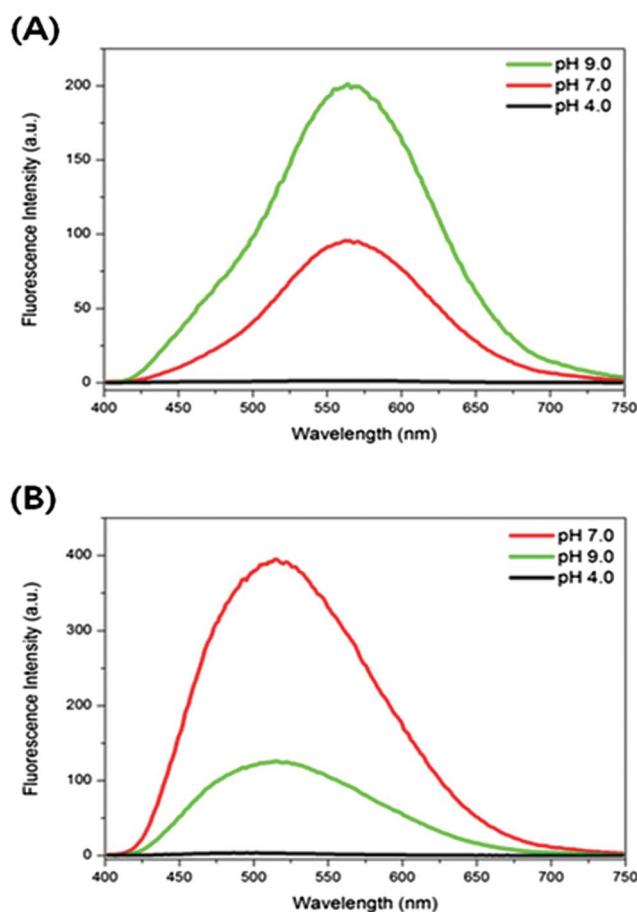 (A)
pH 9.0
pH 7.0
pH 4.0
200
150
100
50
0
Fluorescence Intensity (a.u.)
400 450 500 550 600 650 700 750
Wavelength (nm)
(B)
pH 7.0
pH 9.0
pH 4.0
400
300
200
100
0
Fluorescence Intensity (a.u.)
400 450 500 550 600 650 700 750
Wavelength (nm)